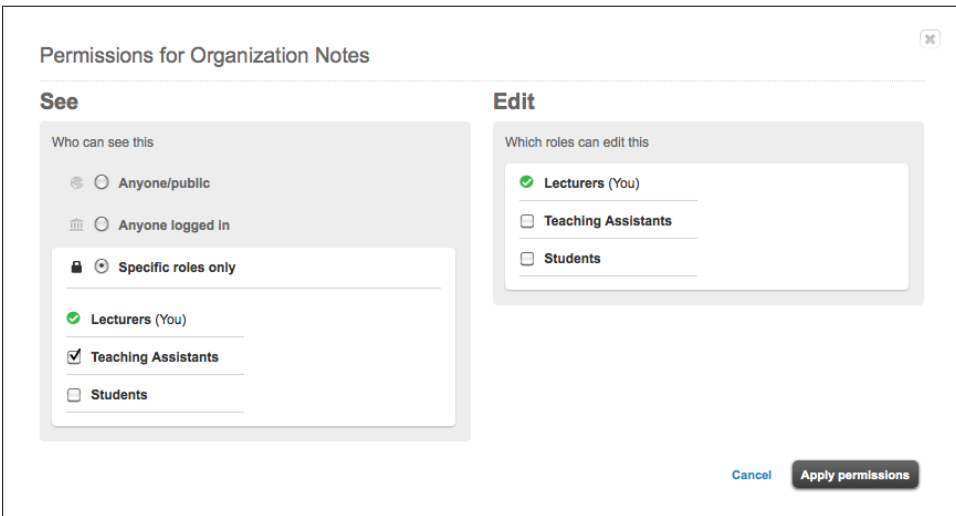 Permissions for Organization Notes
See
Who can see this
Anyone/public
Anyone logged in
Specific roles only
Lecturers (You)
Teaching Assistants
Students
Edit
Which roles can edit this
Lecturers (You)
Teaching Assistants
Students
Cancel
Apply permissions